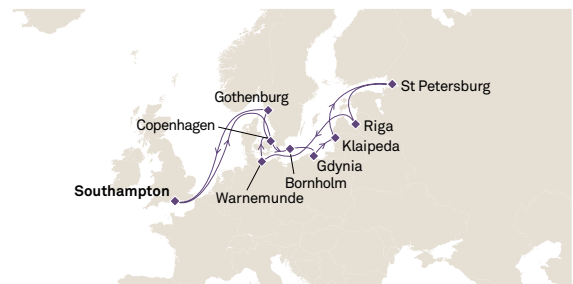 St Petersburg
Gothenburg
Copenhagen
Riga
Klaipeda
Gdynia
Bornholm
Southampton
Warnemunde